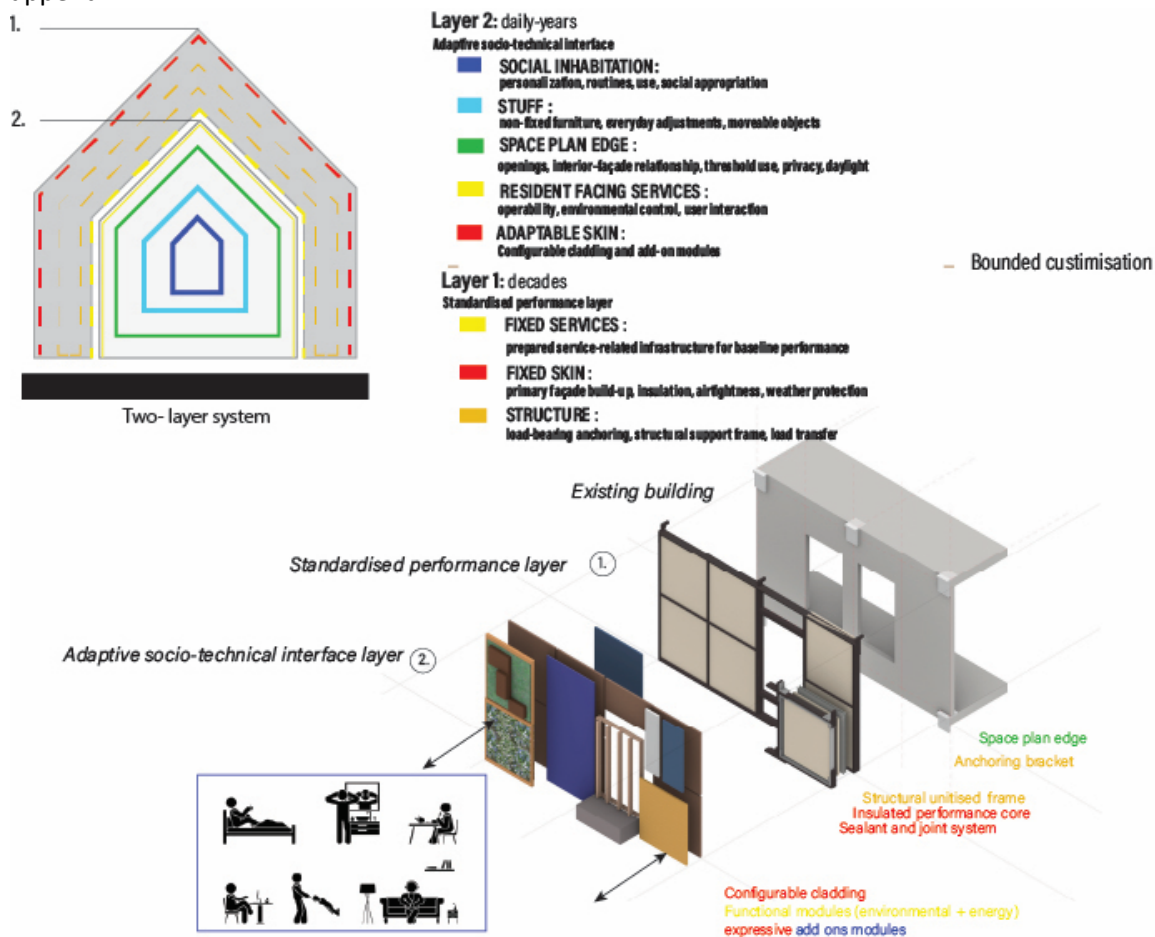 1.
2.
Two- layer system
Layer 2: daily-years
Adaptive socio-technical interface
SOCIAL INHABITATION:
personalization, routines, use, social appropriation
STUFF :
non-fixed furniture, everyday adjustments, moveable objects
SPACE PLAN EDGE :
openings, interior-façade relationship, threshold use, privacy, daylight
RESIDENT FACING SERVICES :
operability, environmental control, user interaction
ADAPTABLE SKIN :
Configurable cladding and add-on modules
Bounded custimisation
Layer 1: decades
Standardised performance layer
FIXED SERVICES :
prepared service-related infrastructure for baseline performance
FIXED SKIN :
primary façade build-up, insulation, airtightness, weather protection
STRUCTURE :
load-bearing anchoring, structural support frame, load transfer
Existing building
Standardised performance layer 1.
Adaptive socio-technical interface layer 2.
Space plan edge
Anchoring bracket
Structural unitised frame
Insulated performance core
Sealant and joint system
Configurable cladding
Functional modules (environmental + energy)
expressive add ons modules